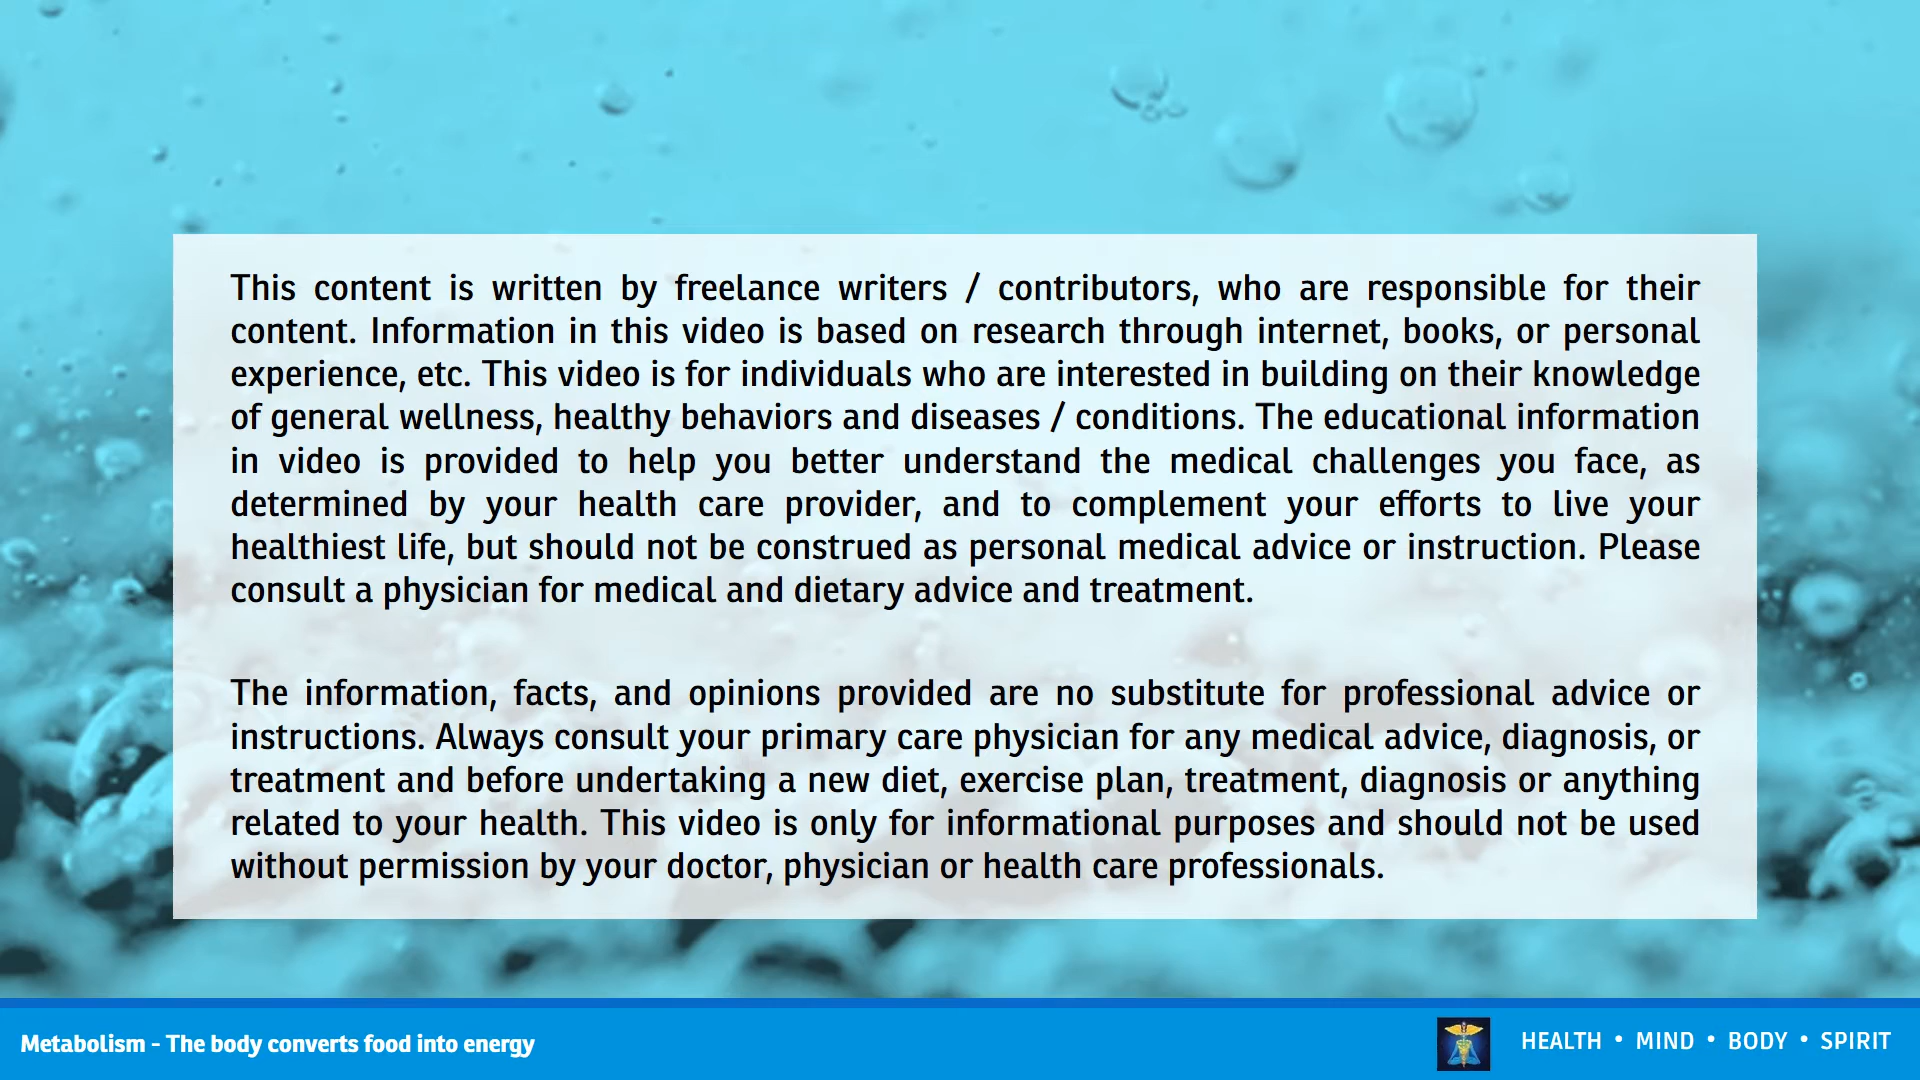 This content is written by freelance writers / contributors, who are responsible for their
content. Information in this video is based on research through internet, books, or personal
experience, etc. This video is for individuals who are interested in building on their knowledge
of general wellness, healthy behaviors and diseases / conditions. The educational information
in video is provided to help you better understand the medical challenges you face, as
determined by your health care provider, and to complement your efforts to live your
healthiest life, but should not be construed as personal medical advice or instruction. Please
consult a physician for medical and dietary advice and treatment.
The information, facts, and opinions provided are no substitute for professional advice or
instructions. Always consult your primary care physician for any medical advice, diagnosis, or
treatment and before undertaking a new diet, exercise plan, treatment, diagnosis or anything
related to your health. This video is only for informational purposes and should not be used
without permission by your doctor, physician or health care professionals.
Metabolism - The body converts food into energy
HEALTH • MIND • BODY • SPIRIT